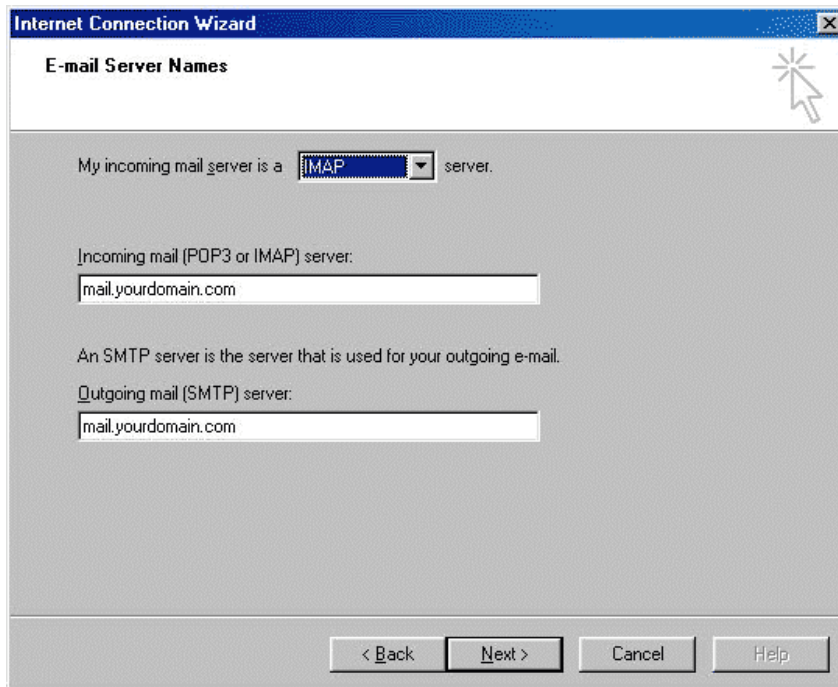 Internet Connection Wizard
E-mail Server Names
My incoming mail server is a IMAP server.
Incoming mail (POP3 or IMAP) server:
mail.yourdomain.com
An SMTP server is the server that is used for your outgoing e-mail.
Outgoing mail (SMTP) server:
mail.yourdomain.com
< Back Next > Cancel Help